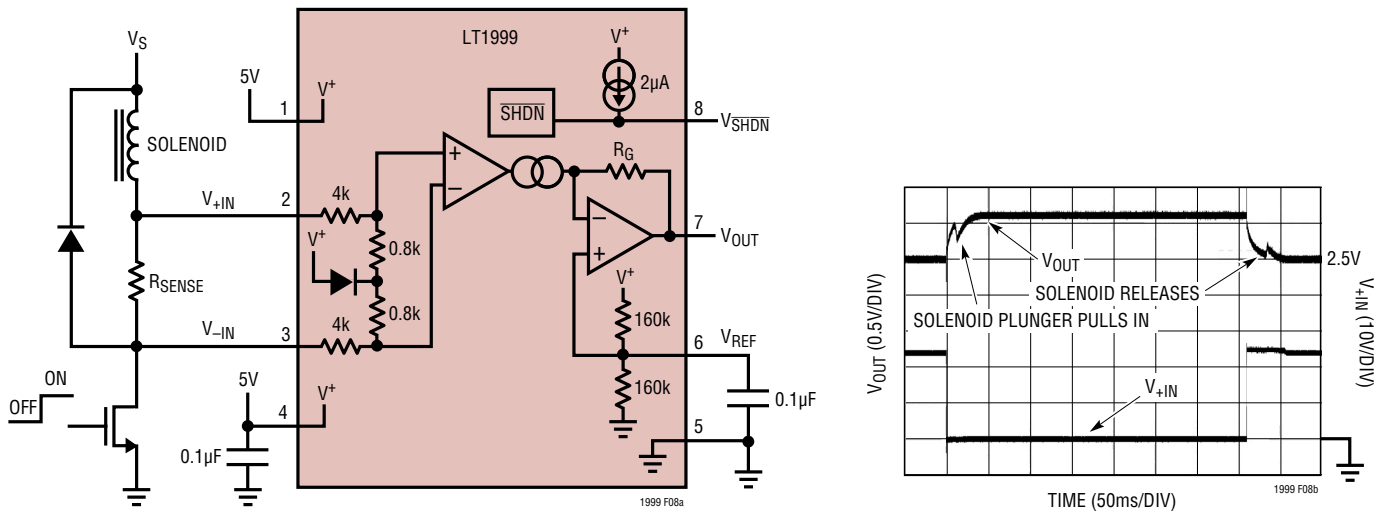 LT1999
V_S
V⁺
5V
V⁺
2µA
1
SHDN
8
V_SHDN
SOLENOID
R_G
V_+IN
2
4k
+
–
V⁺
0.8k
–
7
V_OUT
+
R_SENSE
V⁺
0.8k
160k
V_–IN
3
4k
6
V_REF
160k
ON
5V
V⁺
0.1µF
OFF
4
5
0.1µF
1999 F08a
V_OUT (0.5V/DIV)
V_OUT
2.5V
SOLENOID RELEASES
SOLENOID PLUNGER PULLS IN
V_+IN
V_+IN (10V/DIV)
TIME (50ms/DIV)
1999 F08b